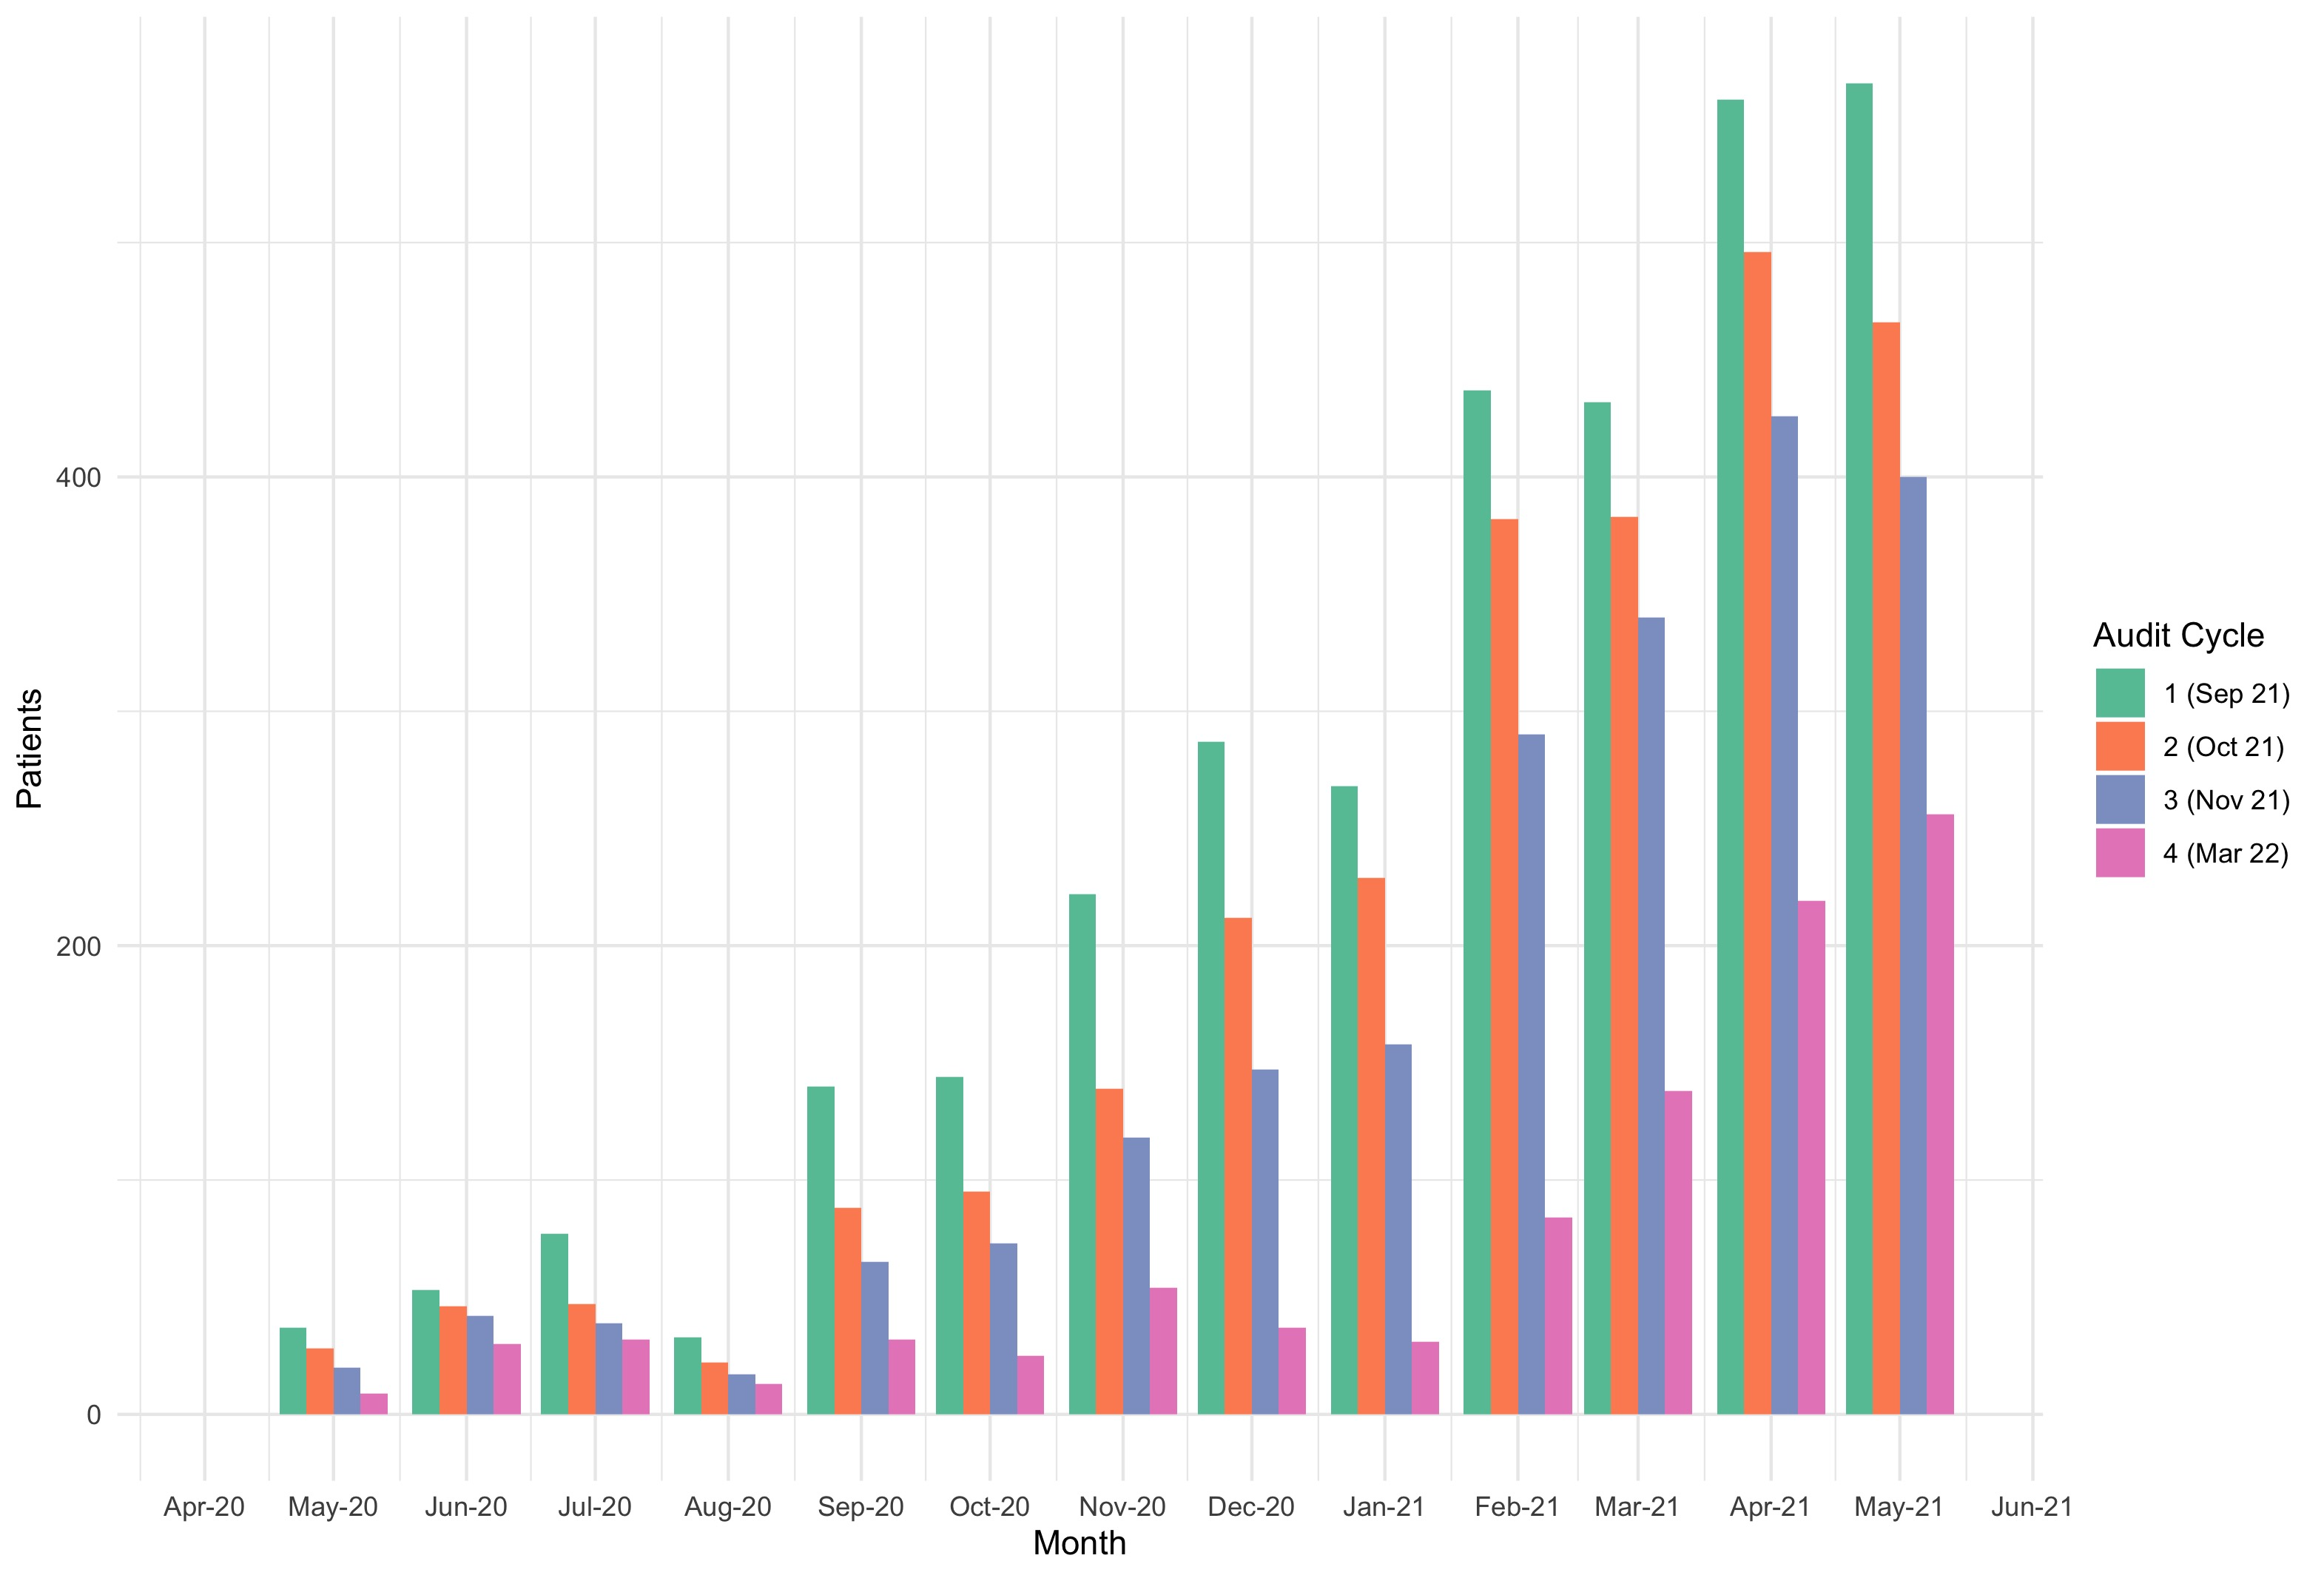 Patients
400
200
0
Apr-20 May-20 Jun-20 Jul-20 Aug-20 Sep-20 Oct-20 Nov-20 Dec-20 Jan-21 Feb-21 Mar-21 Apr-21 May-21 Jun-21
Month
Audit Cycle
1 (Sep 21)
2 (Oct 21)
3 (Nov 21)
4 (Mar 22)